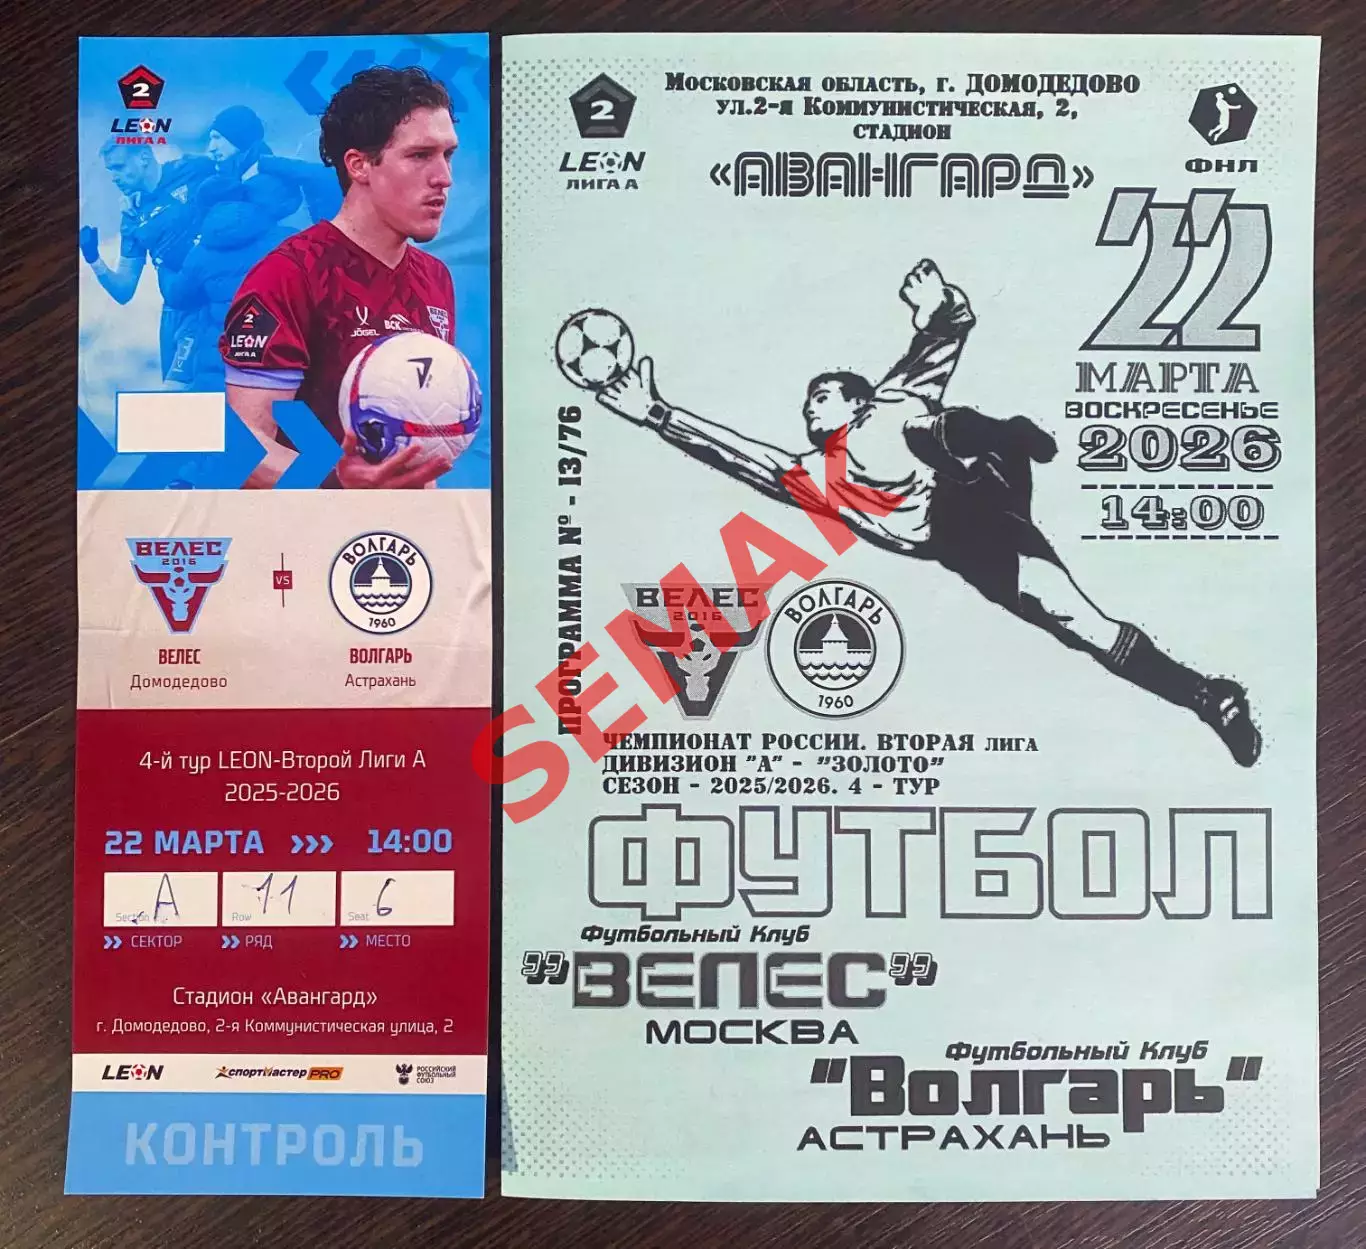 2
LEON
ЛИГА А
2
LEON
ЛИГА А
JÖGEL
ВСК
ВЕЛЕС
ВЕЛЕС
2016
VS
ВОЛГАРЬ
1960
ВЕЛЕС
Домодедово
ВОЛГАРЬ
Астрахань
4-й тур LEON-Второй Лиги А
2025-2026
22 МАРТА >>> 14:00
Section A
Row 11
Seat 6
СЕКТОР
РЯД
МЕСТО
Стадион «Авангард»
г. Домодедово, 2-я Коммунистическая улица, 2
LEON
СПОРТМАСТЕР PRO
РОССИЙСКИЙ
ФУТБОЛЬНЫЙ
СОЮЗ
КОНТРОЛЬ
2
LEON
ЛИГА А
Московская область, г. ДОМОДЕДОВО
ул.2-я Коммунистическая, 2,
СТАДИОН
«АВАНГАРД»
ФНЛ
22
МАРТА
ВОСКРЕСЕНЬЕ
2026
14:00
ПРОГРАММА № - 13/76
ВЕЛЕС
2016
ВОЛГАРЬ
1960
ЧЕМПИОНАТ РОССИИ. ВТОРАЯ ЛИГА
ДИВИЗИОН "А" - "ЗОЛОТО"
СЕЗОН - 2025/2026. 4 - ТУР
ФУТБОЛ
Футбольный Клуб
"ВЕЛЕС"
МОСКВА
Футбольный Клуб
"Волгарь"
АСТРАХАНЬ
SEMAK